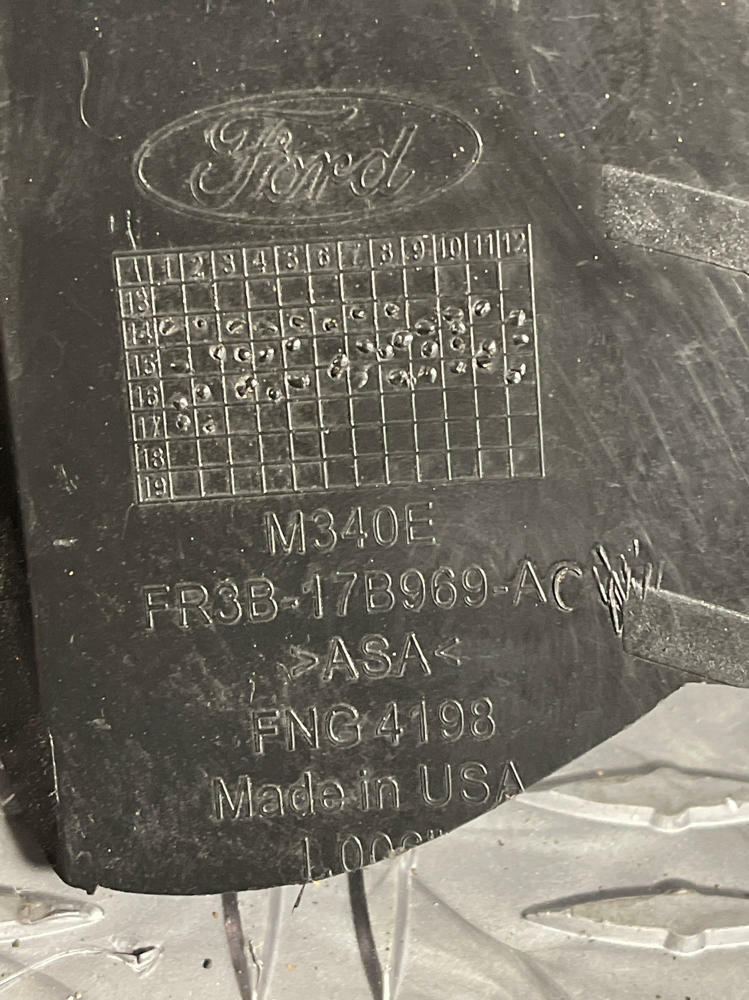 Ford
A 1 2 3 4 5 6 7 8 9 10 11 12
13
14
15
16
17
18
19
M340E
FR3B-17B969-AC
>ASA<
FNG 4198
Made in USA